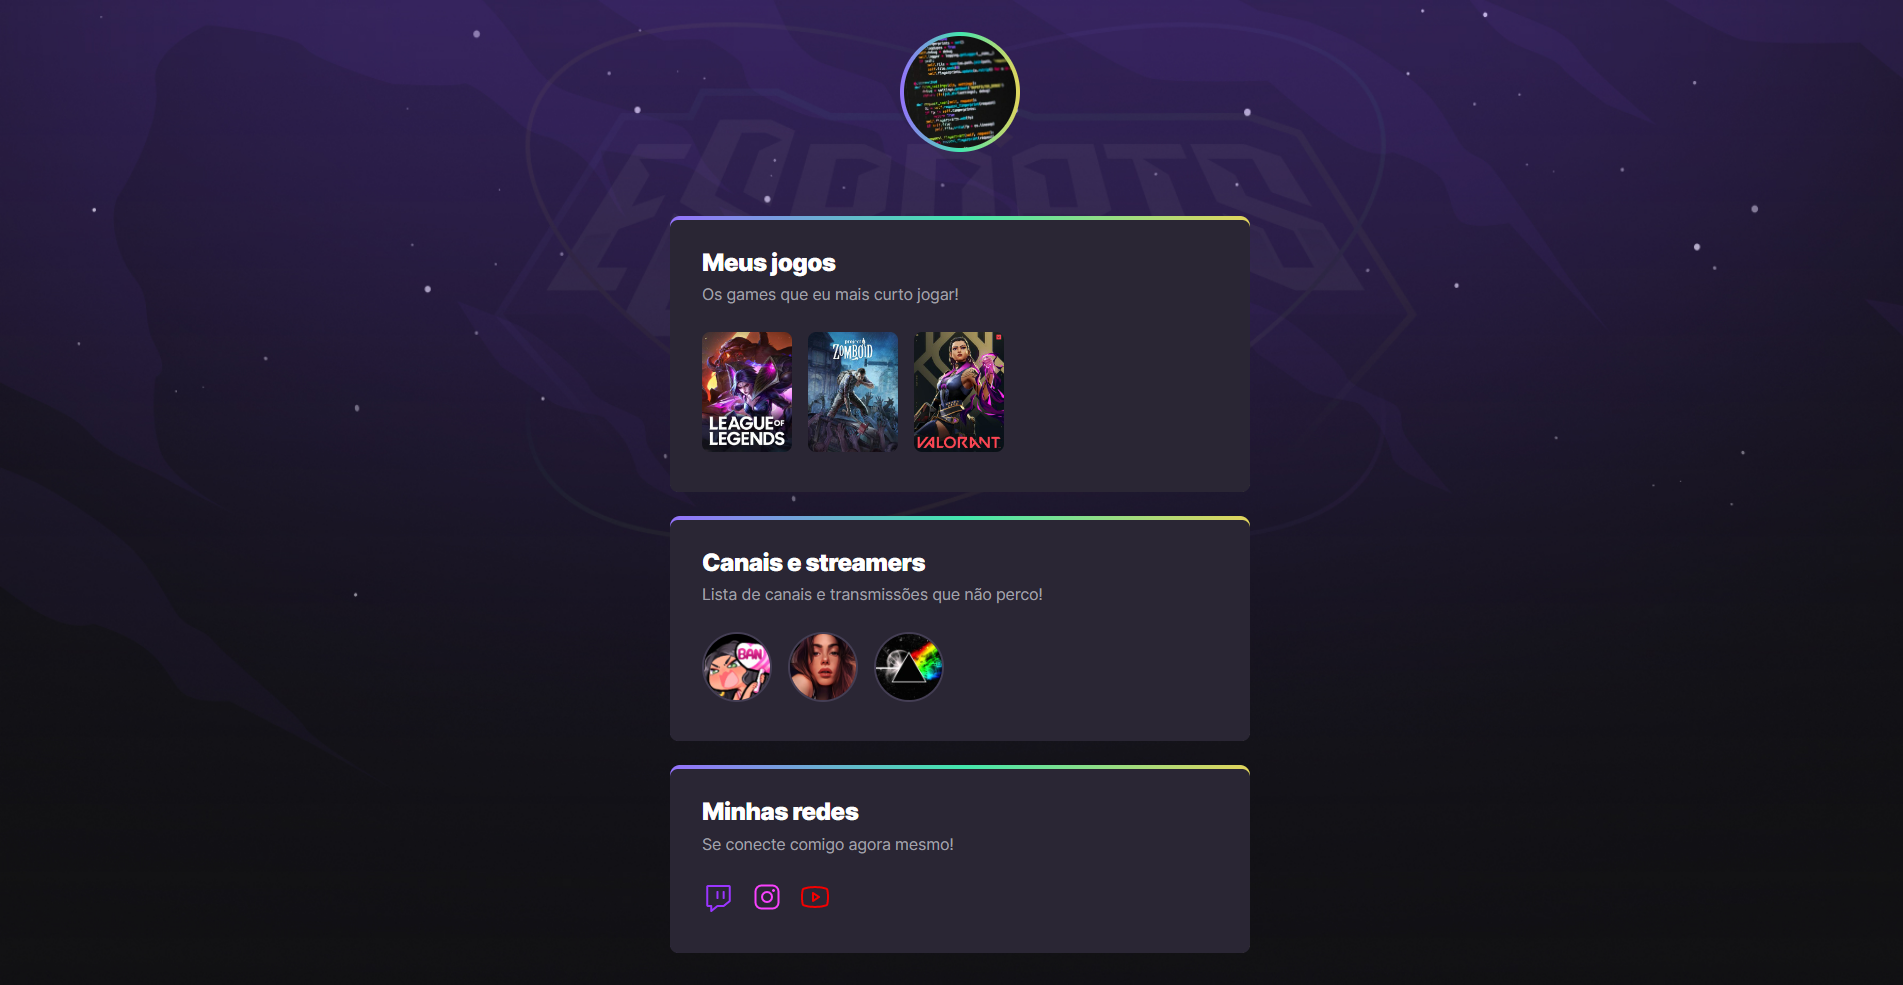 ESPORTS
Meus jogos
Os games que eu mais curto jogar!
LEAGUE OF
LEGENDS
ZOMBOID
VALORANT
Canais e streamers
Lista de canais e transmissões que não perco!
BAN
Minhas redes
Se conecte comigo agora mesmo!